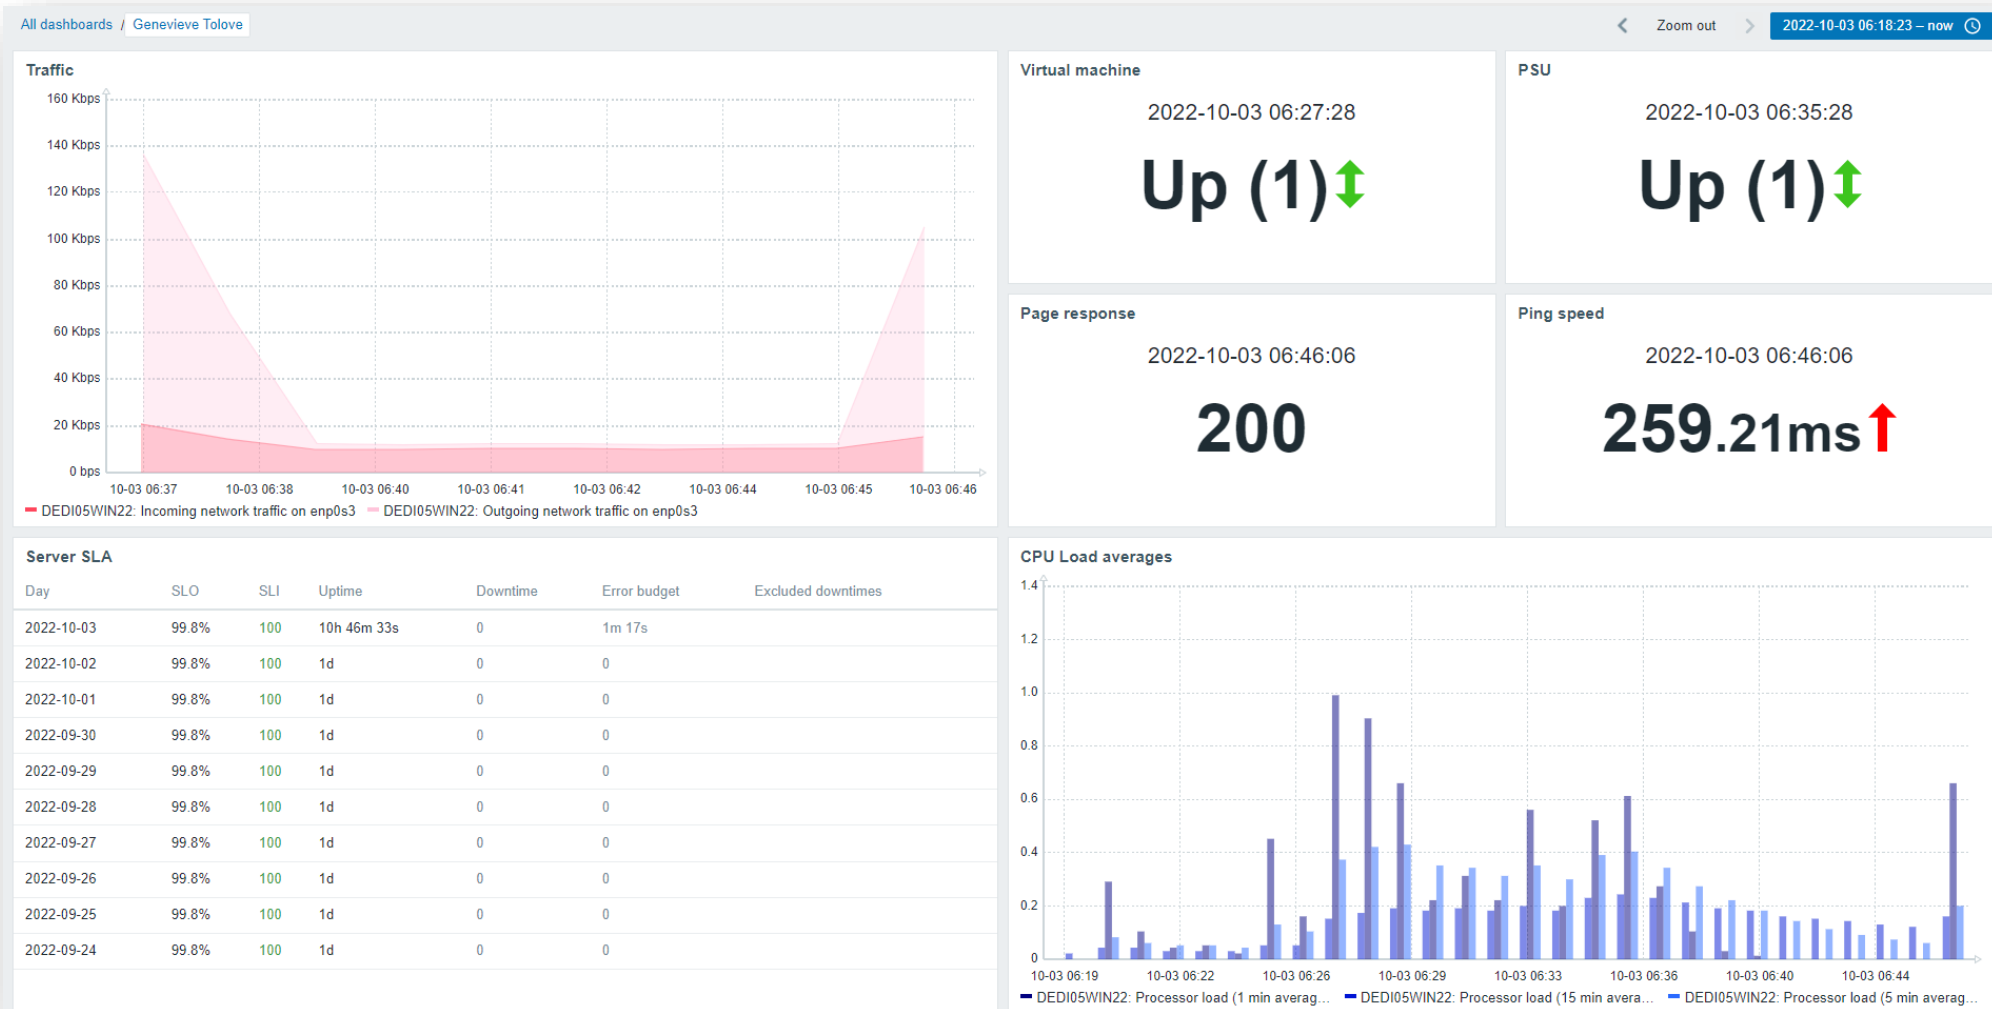 All dashboards / Genevieve Tolove
Zoom out
2022-10-03 06:18:23 – now
Traffic
160 Kbps
140 Kbps
120 Kbps
100 Kbps
80 Kbps
60 Kbps
40 Kbps
20 Kbps
0 bps
10-03 06:37 10-03 06:38 10-03 06:40 10-03 06:41 10-03 06:42 10-03 06:44 10-03 06:45 10-03 06:46
DEDI05WIN22: Incoming network traffic on enp0s3 DEDI05WIN22: Outgoing network traffic on enp0s3
Virtual machine
2022-10-03 06:27:28
Up (1)
PSU
2022-10-03 06:35:28
Up (1)
Page response
2022-10-03 06:46:06
200
Ping speed
2022-10-03 06:46:06
259.21ms
Server SLA
Day SLO SLI Uptime Downtime Error budget Excluded downtimes
2022-10-03 99.8% 100 10h 46m 33s 0 1m 17s
2022-10-02 99.8% 100 1d 0 0
2022-10-01 99.8% 100 1d 0 0
2022-09-30 99.8% 100 1d 0 0
2022-09-29 99.8% 100 1d 0 0
2022-09-28 99.8% 100 1d 0 0
2022-09-27 99.8% 100 1d 0 0
2022-09-26 99.8% 100 1d 0 0
2022-09-25 99.8% 100 1d 0 0
2022-09-24 99.8% 100 1d 0 0
CPU Load averages
1.4
1.2
1.0
0.8
0.6
0.4
0.2
0
10-03 06:19 10-03 06:22 10-03 06:26 10-03 06:29 10-03 06:33 10-03 06:36 10-03 06:40 10-03 06:44
DEDI05WIN22: Processor load (1 min averag... DEDI05WIN22: Processor load (15 min avera... DEDI05WIN22: Processor load (5 min averag...